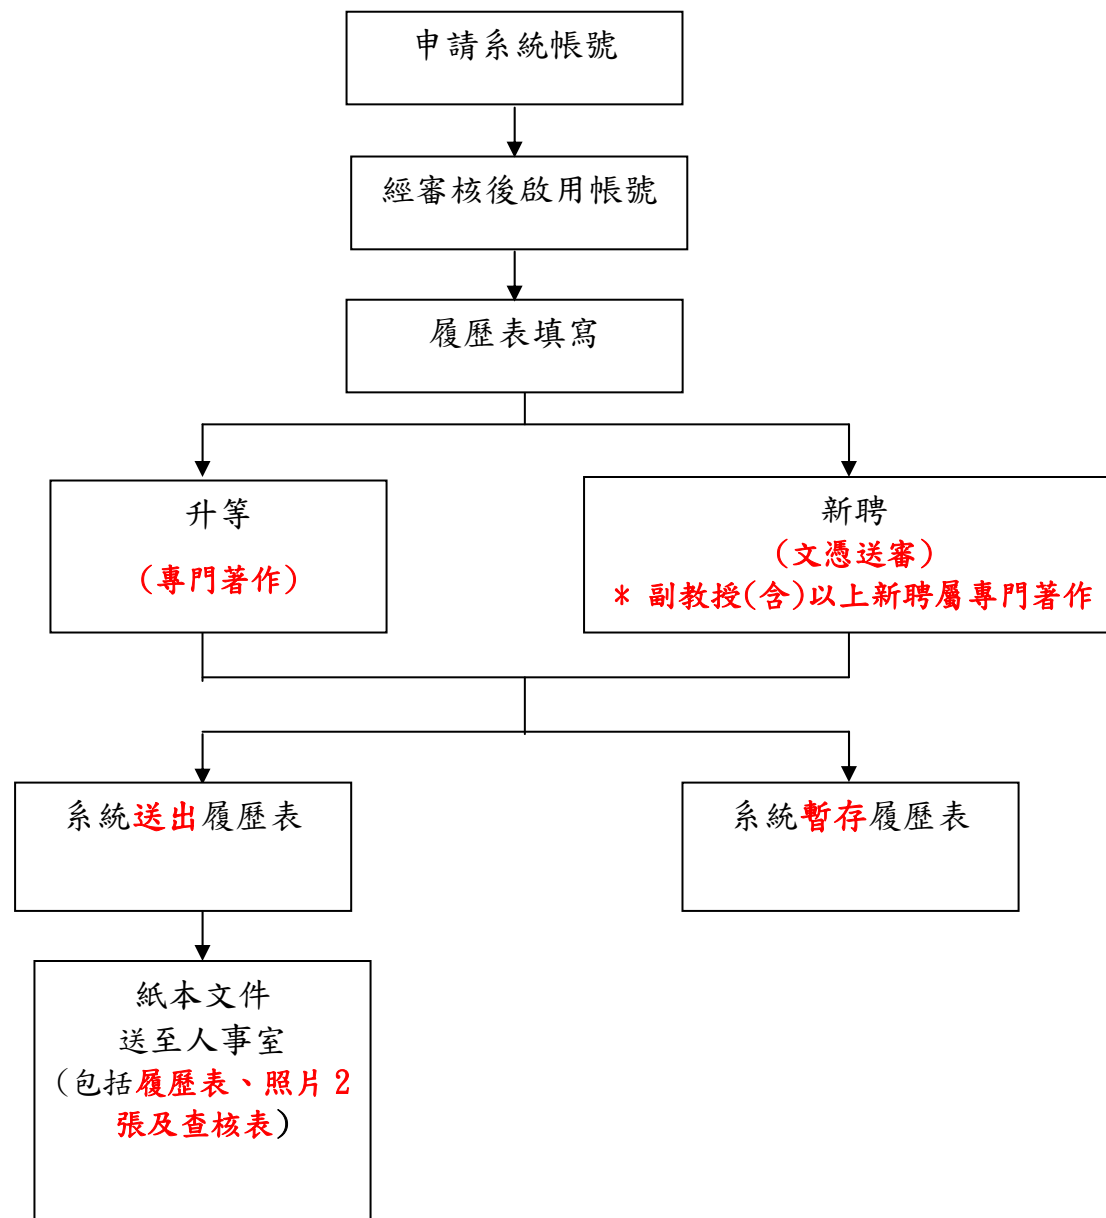 申請系統帳號
經審核後啟用帳號
履歷表填寫
升等
(專門著作)
新聘
(文憑送審)
* 副教授(含)以上新聘屬專門著作
系統送出履歷表
系統暫存履歷表
紙本文件
送至人事室
(包括履歷表、照片2
張及查核表)